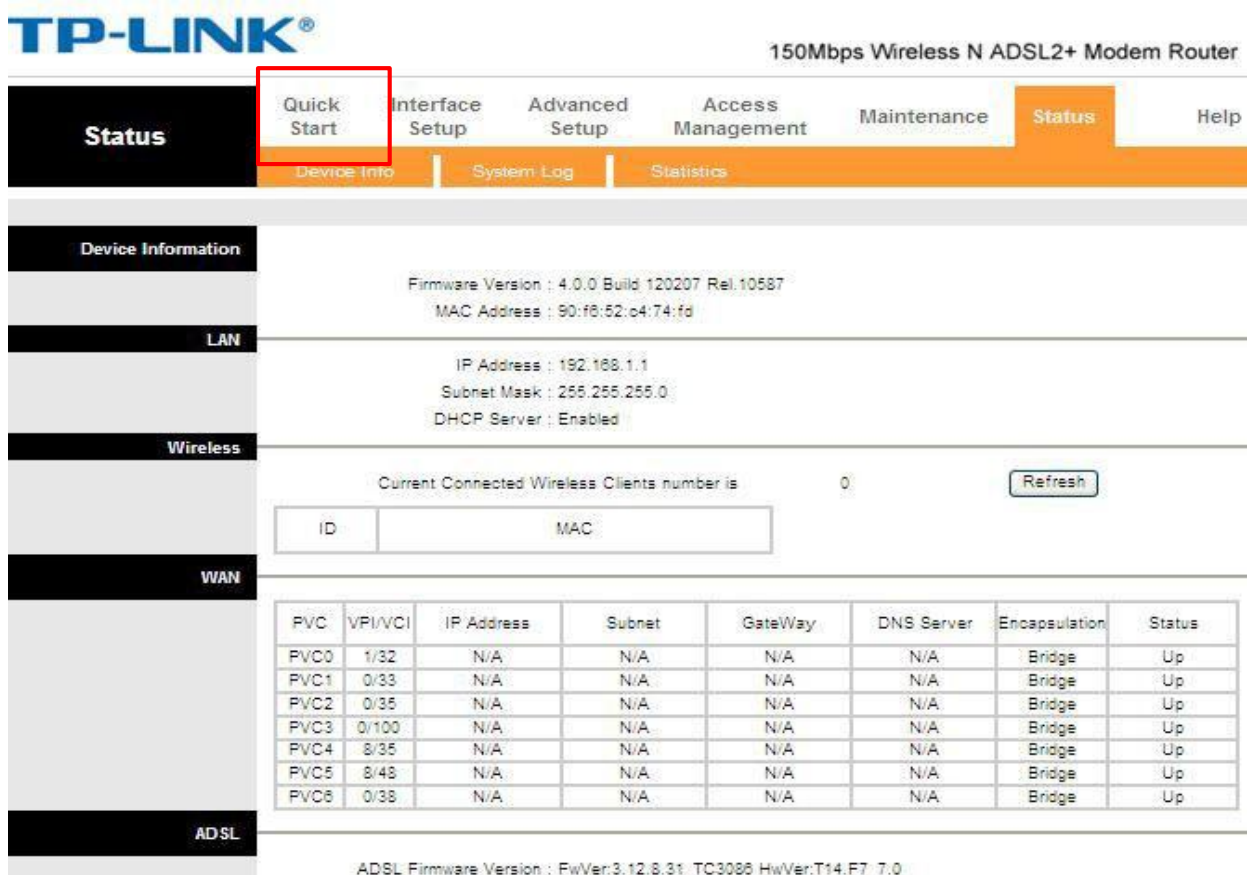 TP-LINK®
150Mbps Wireless N ADSL2+ Modem Router
Status
Quick Start
Interface Setup
Advanced Setup
Access Management
Maintenance
Status
Help
Device Info
System Log
Statistics
Device Information
Firmware Version : 4.0.0 Build 120207 Rel.10587
MAC Address : 90:f6:52:c4:74:fd
LAN
IP Address : 192.168.1.1
Subnet Mask : 255.255.255.0
DHCP Server : Enabled
Wireless
Current Connected Wireless Clients number is 0 Refresh
ID MAC
WAN
PVC VPI/VCI IP Address Subnet GateWay DNS Server Encapsulation Status
PVC0 1/32 N/A N/A N/A N/A Bridge Up
PVC1 0/33 N/A N/A N/A N/A Bridge Up
PVC2 0/35 N/A N/A N/A N/A Bridge Up
PVC3 0/100 N/A N/A N/A N/A Bridge Up
PVC4 8/35 N/A N/A N/A N/A Bridge Up
PVC5 8/48 N/A N/A N/A N/A Bridge Up
PVC6 0/38 N/A N/A N/A N/A Bridge Up
ADSL
ADSL Firmware Version : FwVer:3.12.8.31_TC3086 HwVer:T14.F7_7.0